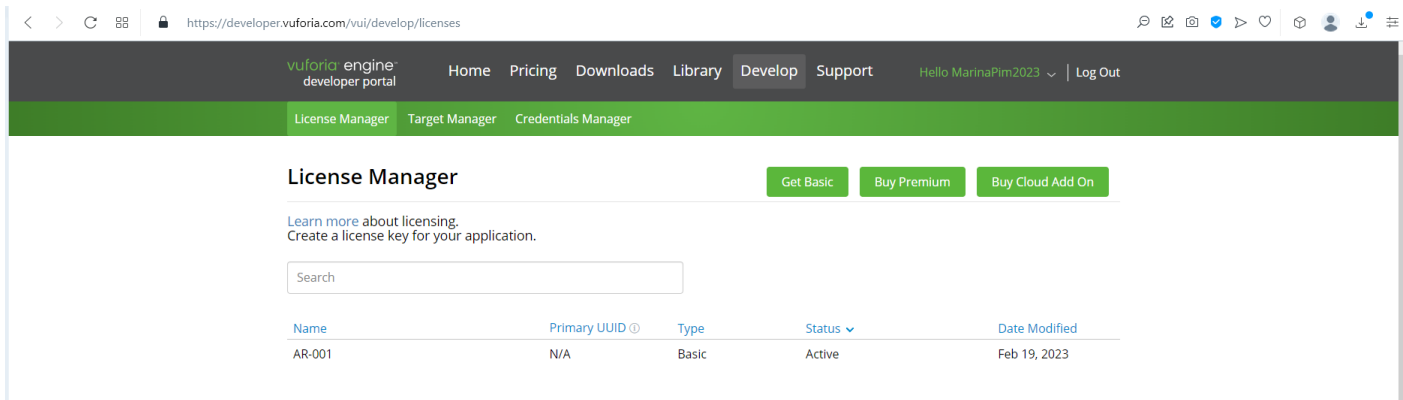 https://developer.vuforia.com/vui/develop/licenses
vuforia engine™
developer portal
Home Pricing Downloads Library Develop Support Hello MarinaPim2023 | Log Out
License Manager Target Manager Credentials Manager
License Manager
Get Basic Buy Premium Buy Cloud Add On
Learn more about licensing.
Create a license key for your application.
Search
Name Primary UUID Type Status Date Modified
AR-001 N/A Basic Active Feb 19, 2023